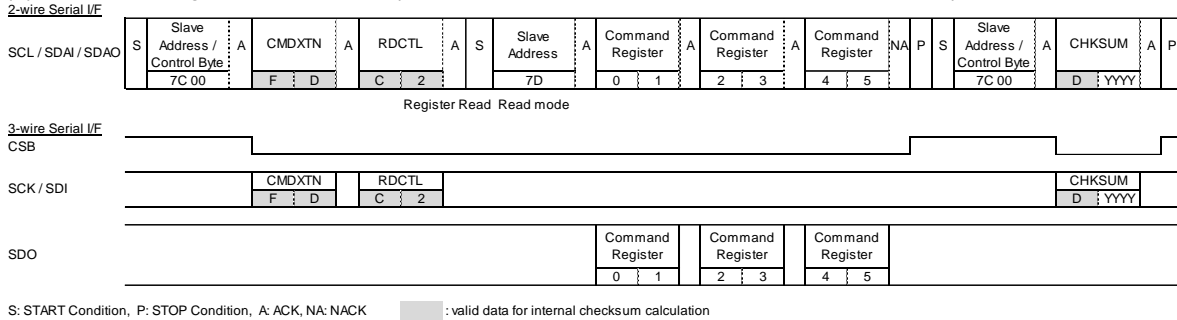 2-wire Serial I/F
SCL / SDAI / SDAO
S
Slave
Address /
Control Byte
7C 00
A
CMDXTN
F D
A
RDCTL
C 2
A
S
Slave
Address
7D
A
Command
Register
0 1
A
Command
Register
2 3
A
Command
Register
4 5
NA
P
S
Slave
Address /
Control Byte
7C 00
A
CHKSUM
D YYYY
A
P
Register Read Read mode
3-wire Serial I/F
CSB
SCK / SDI
CMDXTN
F D
RDCTL
C 2
CHKSUM
D YYYY
SDO
Command
Register
0 1
Command
Register
2 3
Command
Register
4 5
S: START Condition, P: STOP Condition, A: ACK, NA: NACK : valid data for internal checksum calculation